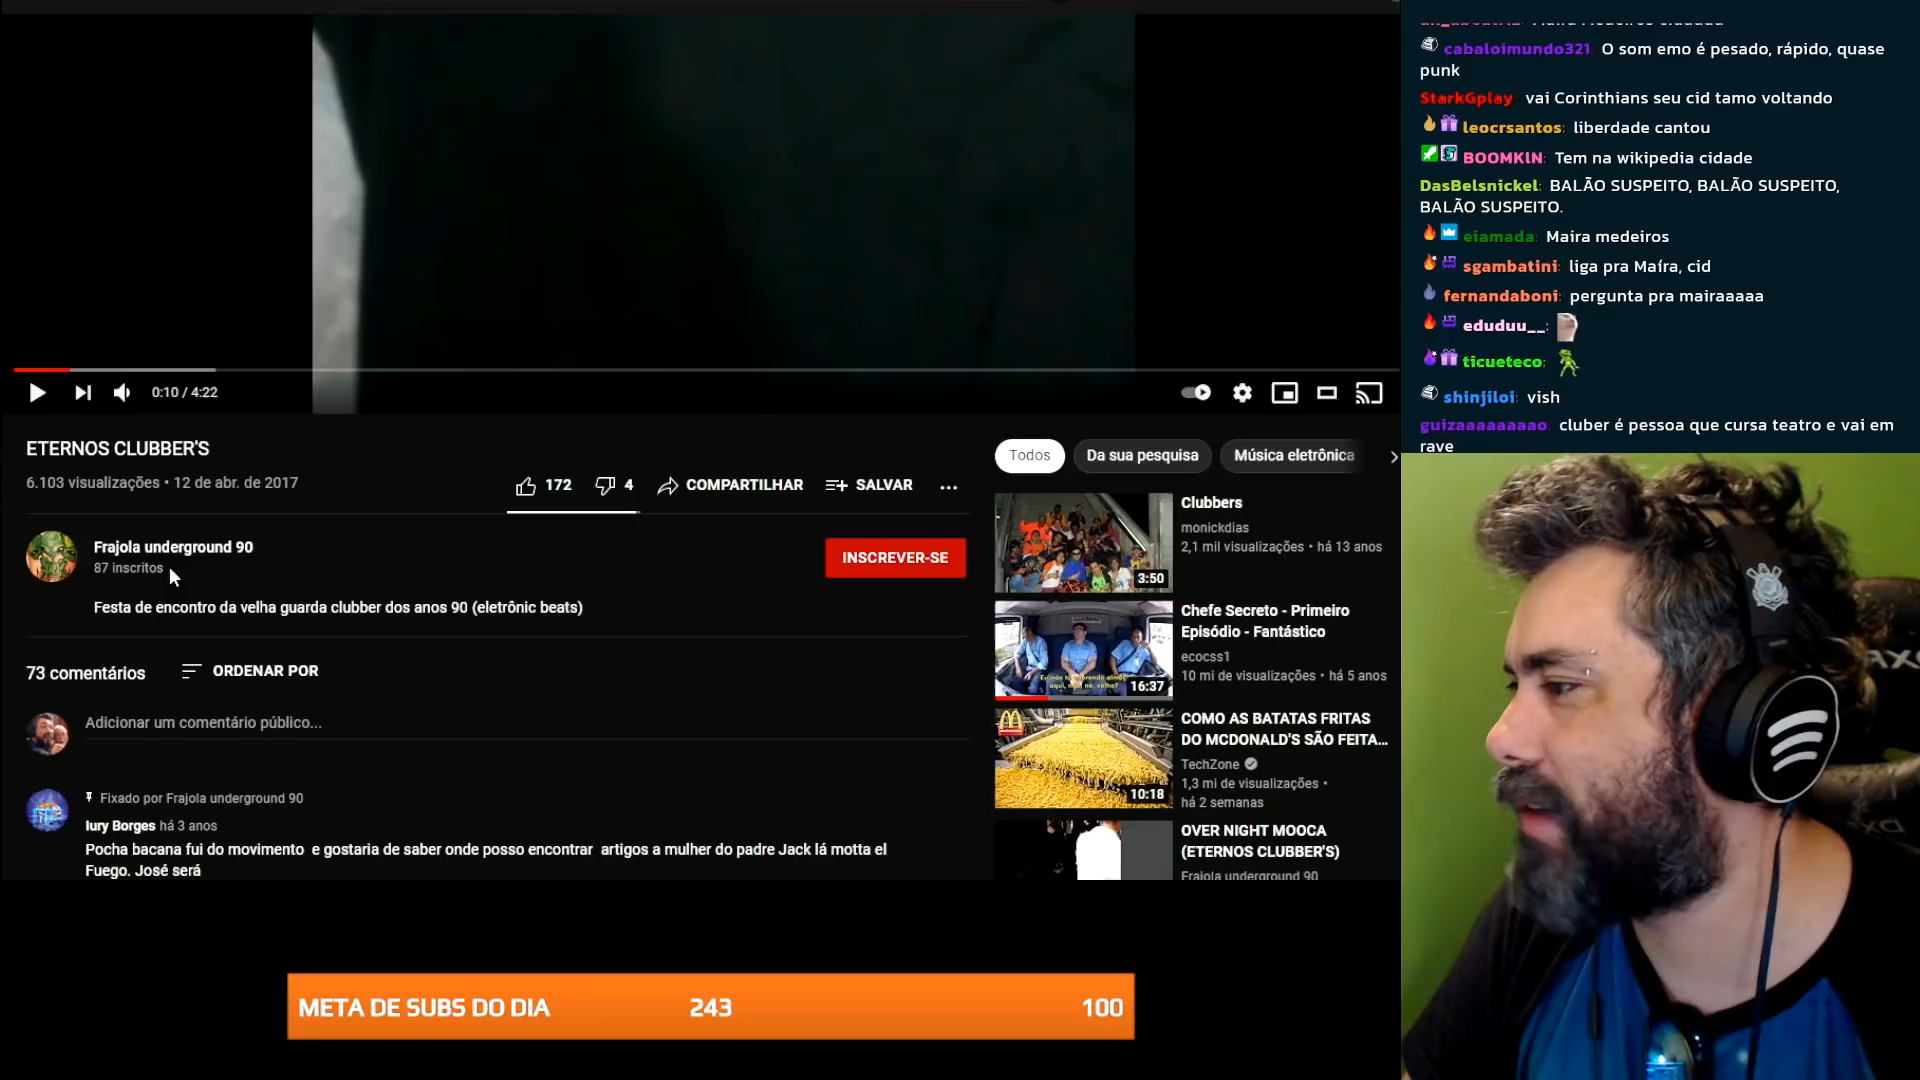 cabaloimundo321: O som emo é pesado, rápido, quase
punk
StarkGplay: vai Corinthians seu cid tamo voltando
leocrsantos: liberdade cantou
BOOMKIN: Tem na wikipedia cidade
DasBelsnickel: BALÃO SUSPEITO, BALÃO SUSPEITO,
BALÃO SUSPEITO.
eiamada: Maira medeiros
sgambatini: liga pra Maíra, cid
fernandaboni: pergunta pra mairaaaaa
eduduu__:
ticueteco:
shinjiloi: vish
guizaaaaaaaao: cluber é pessoa que cursa teatro e vai em
rave
0:10 / 4:22
ETERNOS CLUBBER'S
6.103 visualizações • 12 de abr. de 2017
172
4
COMPARTILHAR
SALVAR
Frajola underground 90
87 inscritos
INSCREVER-SE
Festa de encontro da velha guarda clubber dos anos 90 (eletrônic beats)
73 comentários
ORDENAR POR
Adicionar um comentário público...
Fixado por Frajola underground 90
Iury Borges há 3 anos
Pocha bacana fui do movimento e gostaria de saber onde posso encontrar artigos a mulher do padre Jack lá motta el
Fuego. José será
Todos
Da sua pesquisa
Música eletrônica
Clubbers
monickdias
2,1 mil visualizações • há 13 anos
3:50
Chefe Secreto - Primeiro
Episódio - Fantástico
ecocss1
10 mi de visualizações • há 5 anos
16:37
COMO AS BATATAS FRITAS
DO MCDONALD'S SÃO FEITA...
TechZone
1,3 mi de visualizações •
há 2 semanas
10:18
OVER NIGHT MOOCA
(ETERNOS CLUBBER'S)
Frajola underground 90
META DE SUBS DO DIA 243 100